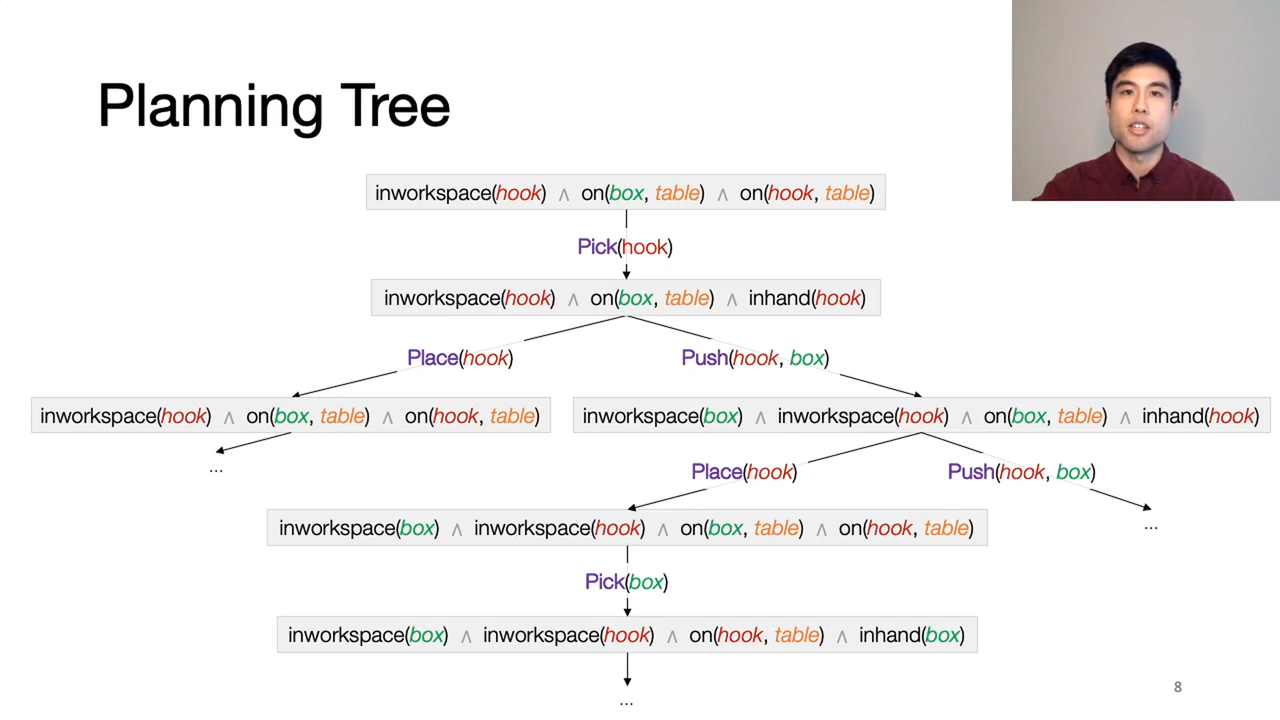 Planning Tree
inworkspace(hook) ∧ on(box, table) ∧ on(hook, table)
Pick(hook)
inworkspace(hook) ∧ on(box, table) ∧ inhand(hook)
Place(hook)
Push(hook, box)
inworkspace(hook) ∧ on(box, table) ∧ on(hook, table)
inworkspace(box) ∧ inworkspace(hook) ∧ on(box, table) ∧ inhand(hook)
...
Place(hook)
Push(hook, box)
inworkspace(box) ∧ inworkspace(hook) ∧ on(box, table) ∧ on(hook, table)
...
Pick(box)
inworkspace(box) ∧ inworkspace(hook) ∧ on(hook, table) ∧ inhand(box)
...
8